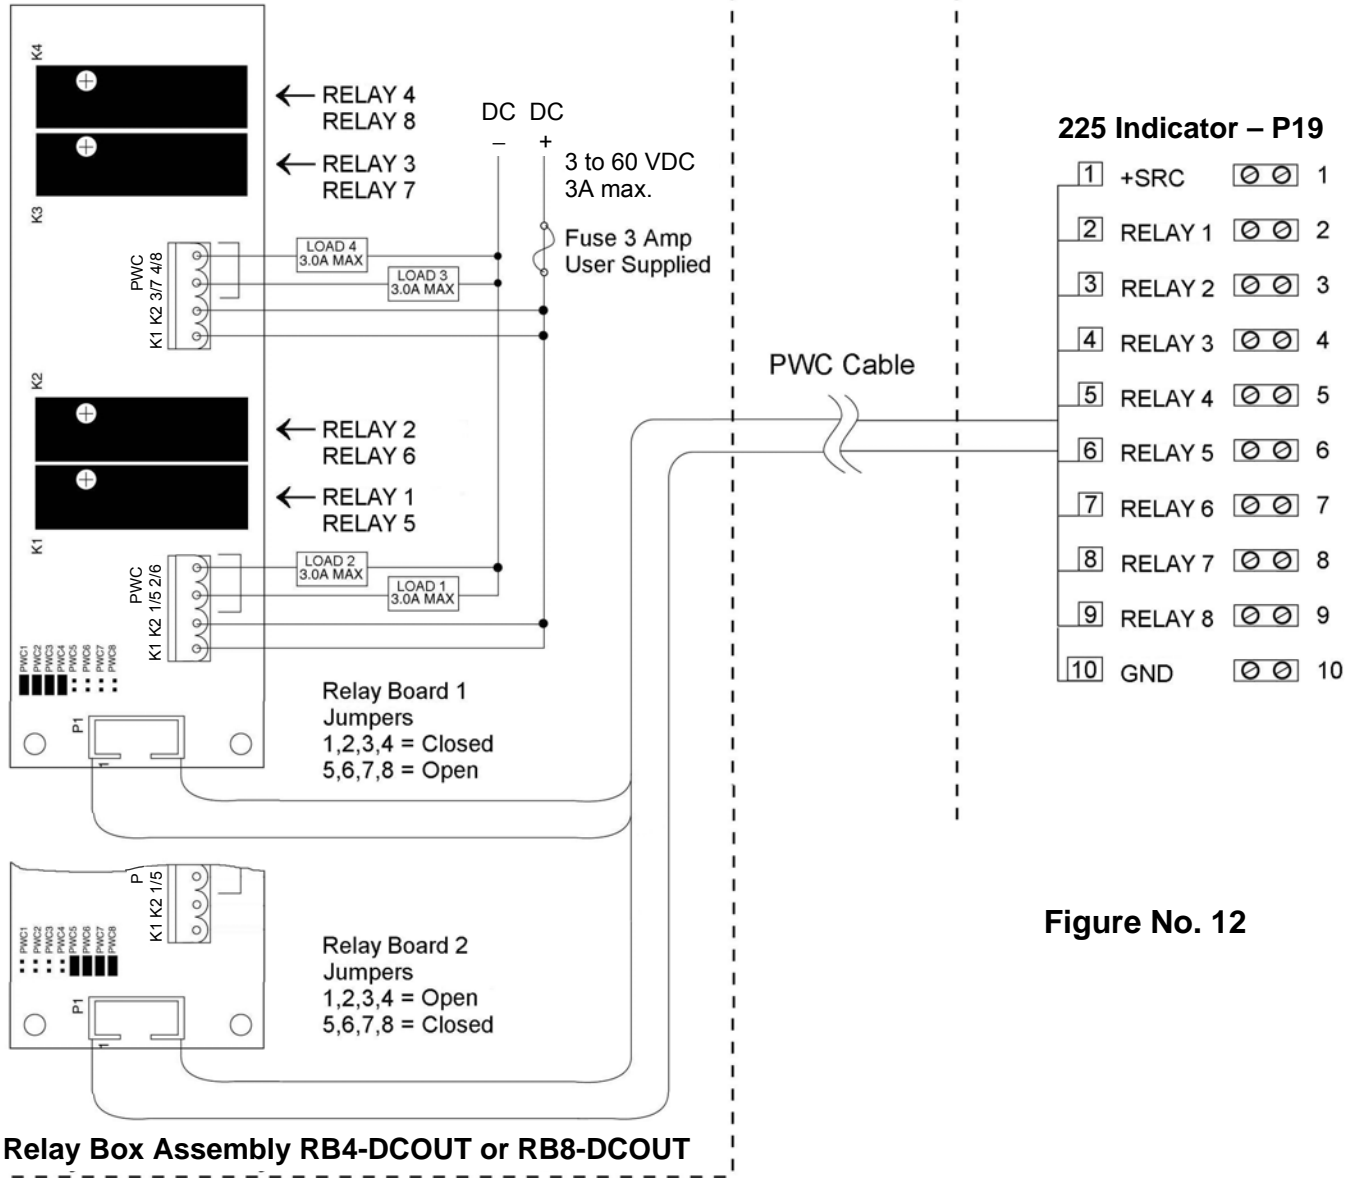 K4
RELAY 4
RELAY 8
RELAY 3
RELAY 7
K3
DC DC
– +
3 to 60 VDC
3A max.
Fuse 3 Amp
User Supplied
LOAD 4
3.0A MAX
LOAD 3
3.0A MAX
PWC
K1 K2 3/7 4/8
K2
RELAY 2
RELAY 6
RELAY 1
RELAY 5
K1
LOAD 2
3.0A MAX
LOAD 1
3.0A MAX
PWC
K1 K2 1/5 2/6
PWC1
PWC2
PWC3
PWC4
PWC5
PWC6
PWC7
PWC8
P1
1
Relay Board 1
Jumpers
1,2,3,4 = Closed
5,6,7,8 = Open
P
K1 K2 1/5
PWC1
PWC2
PWC3
PWC4
PWC5
PWC6
PWC7
PWC8
P1
1
Relay Board 2
Jumpers
1,2,3,4 = Open
5,6,7,8 = Closed
Relay Box Assembly RB4-DCOUT or RB8-DCOUT
PWC Cable
225 Indicator – P19
1 +SRC 1
2 RELAY 1 2
3 RELAY 2 3
4 RELAY 3 4
5 RELAY 4 5
6 RELAY 5 6
7 RELAY 6 7
8 RELAY 7 8
9 RELAY 8 9
10 GND 10
Figure No. 12